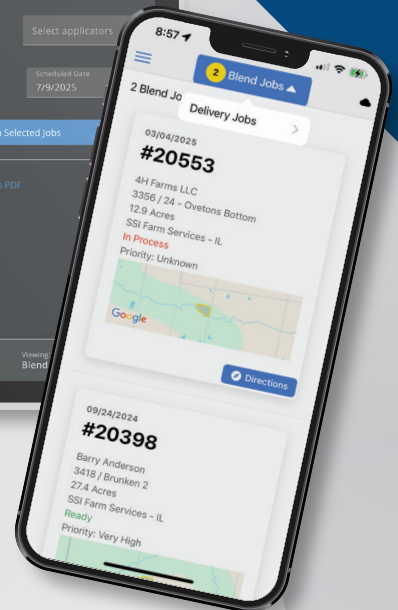 Select applicators
Scheduled Date
7/9/2025
Selected Jobs
PDF
Viewing:
Blend
8:57
2 Blend Jobs
2 Blend Jo
Delivery Jobs
03/04/2025
#20553
4H Farms LLC
3356 / 24 - Ovetons Bottom
12.9 Acres
SSI Farm Services - IL
In Process
Priority: Unknown
Google
Directions
09/24/2024
#20398
Barry Anderson
3418 / Brunken 2
27.4 Acres
SSI Farm Services - IL
Ready
Priority: Very High